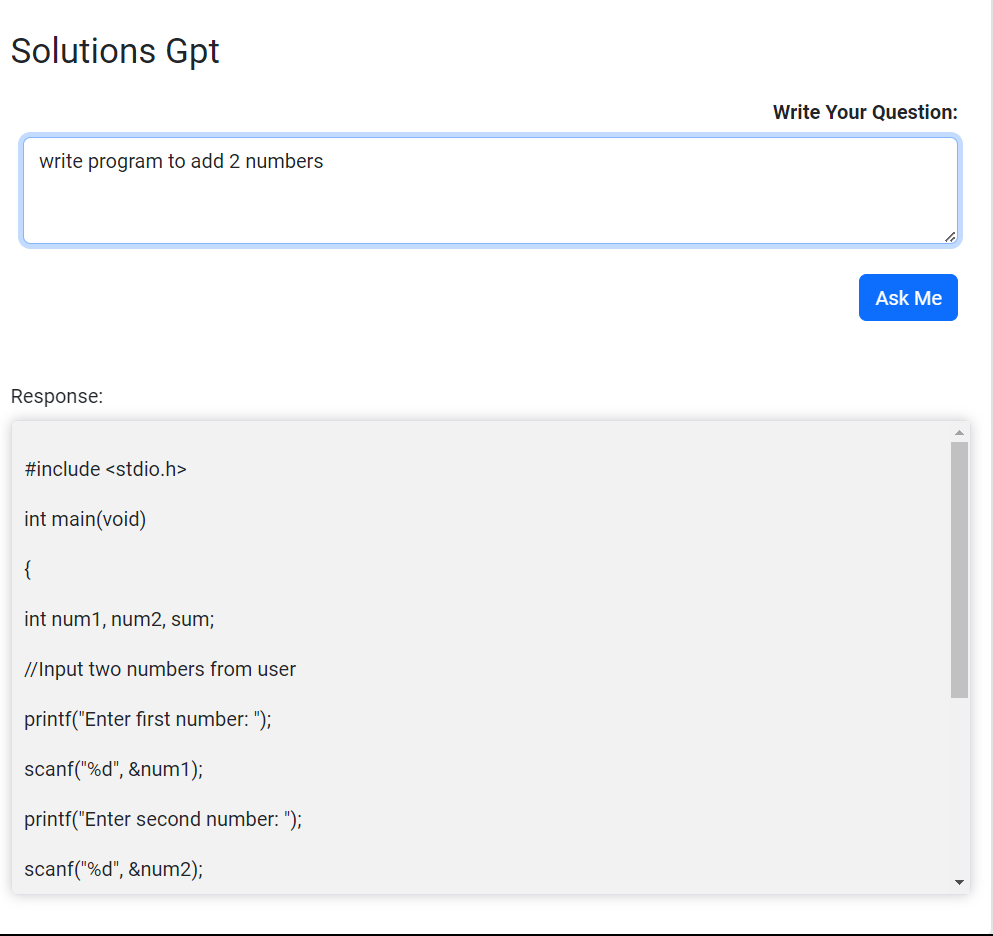 Solutions Gpt
Write Your Question:
write program to add 2 numbers
Ask Me
Response:
#include <stdio.h>
int main(void)
{
int num1, num2, sum;
//Input two numbers from user
printf("Enter first number: ");
scanf("%d", &num1);
printf("Enter second number: ");
scanf("%d", &num2);